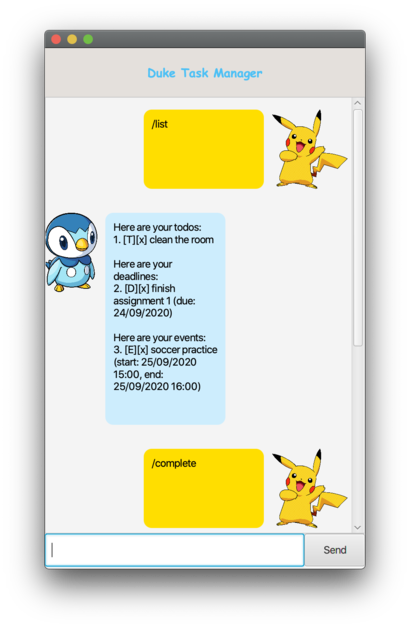 Duke Task Manager
/list
Here are your todos:
1. [T][x] clean the room
Here are your
deadlines:
2. [D][x] finish
assignment 1 (due:
24/09/2020)
Here are your events:
3. [E][x] soccer practice
(start: 25/09/2020
15:00, end:
25/09/2020 16:00)
/complete
Send